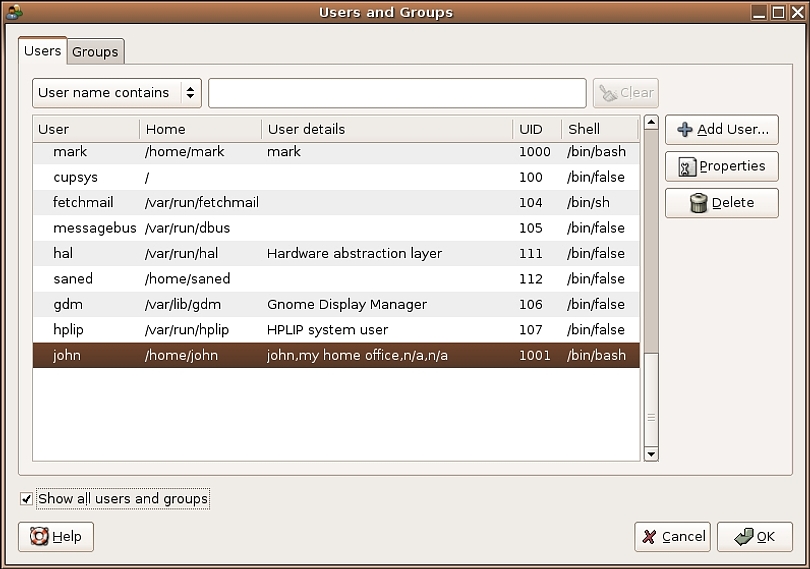 Users and Groups
Users Groups
User name contains Clear
User Home User details UID Shell
mark /home/mark mark 1000 /bin/bash
cupsys / 100 /bin/false
fetchmail /var/run/fetchmail 104 /bin/sh
messagebus /var/run/dbus 105 /bin/false
hal /var/run/hal Hardware abstraction layer 111 /bin/false
saned /home/saned 112 /bin/false
gdm /var/lib/gdm Gnome Display Manager 106 /bin/false
hplip /var/run/hplip HPLIP system user 107 /bin/false
john /home/john john,my home office,n/a,n/a 1001 /bin/bash
Add User...
Properties
Delete
Show all users and groups
Help Cancel OK